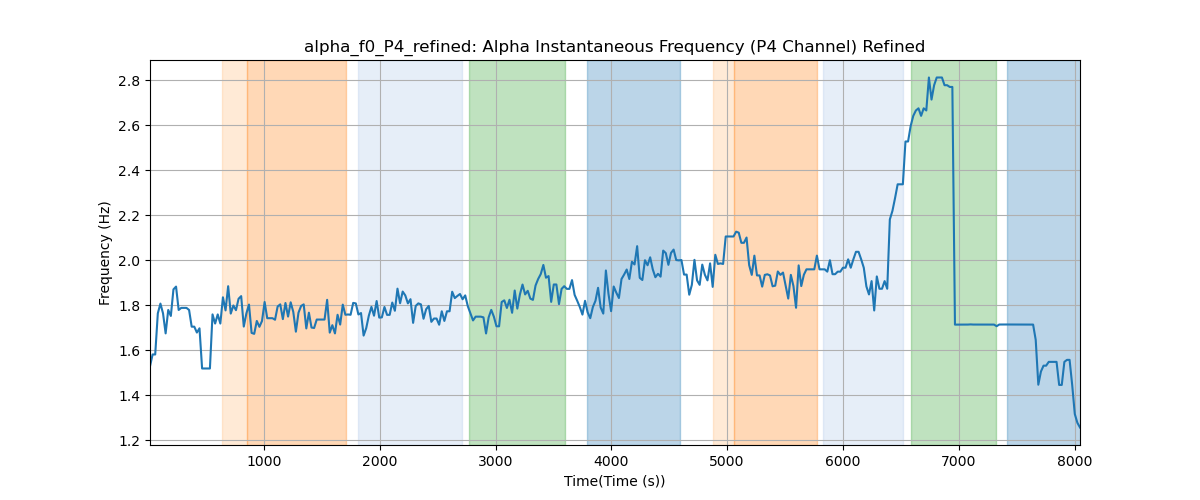 alpha_f0_P4_refined: Alpha Instantaneous Frequency (P4 Channel) Refined
Frequency (Hz)
2.8
2.6
2.4
2.2
2.0
1.8
1.6
1.4
1.2
1000 2000 3000 4000 5000 6000 7000 8000
Time(Time (s))